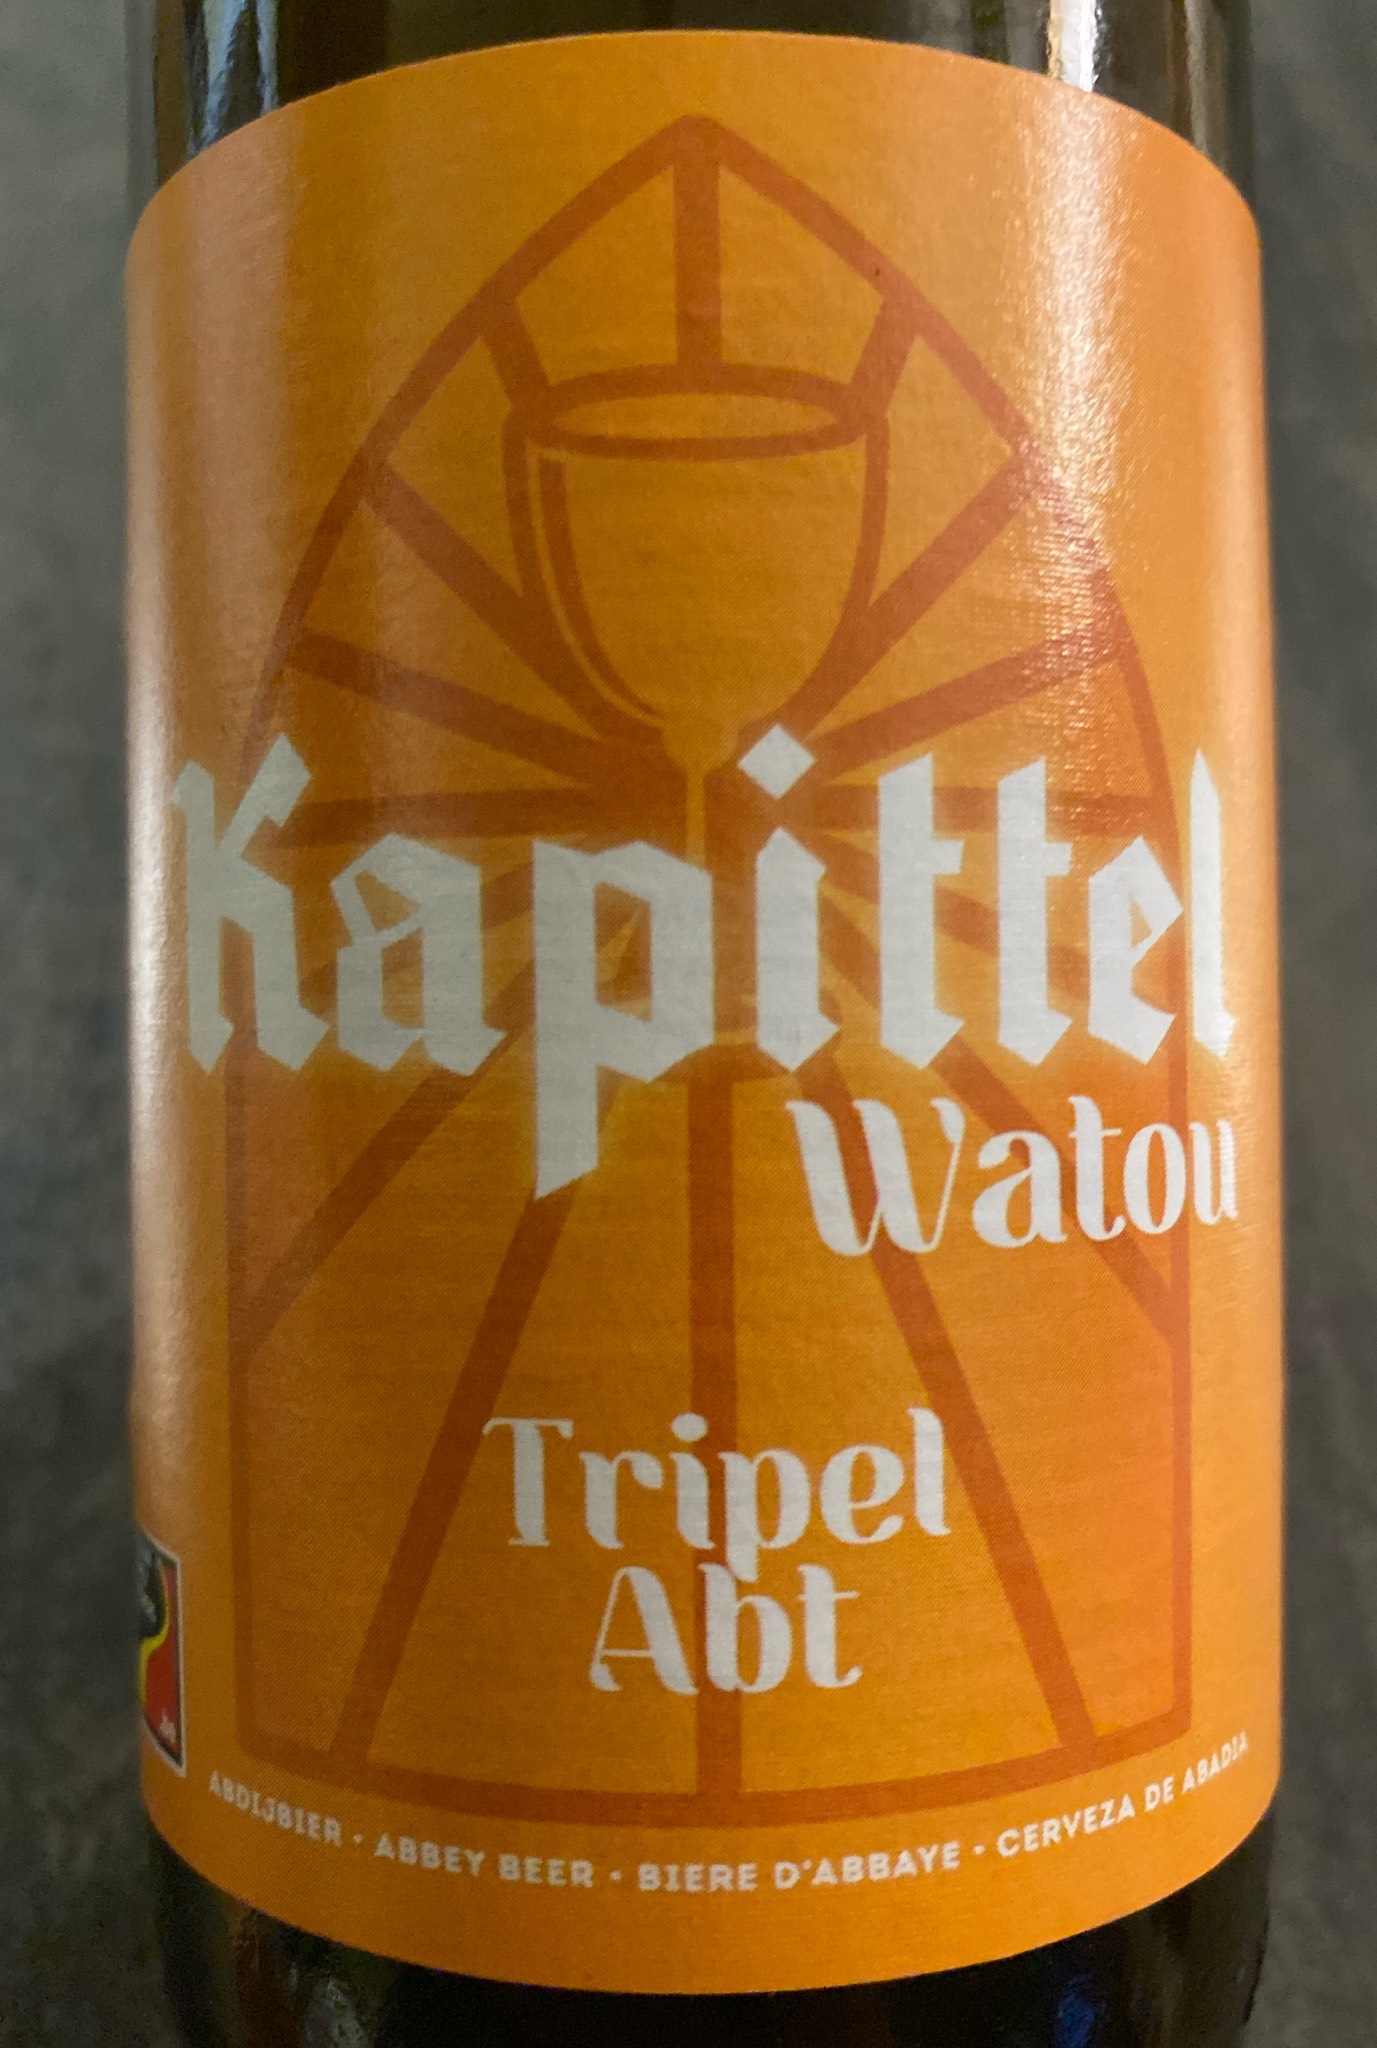 Kapittel
Watou
Tripel
Abt
ABDIJBIER • ABBEY BEER • BIERE D'ABBAYE • CERVEZA DE ABADIA